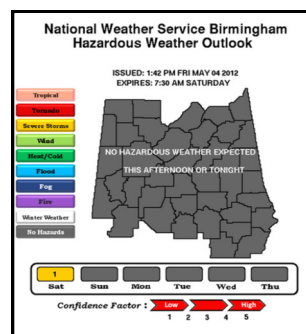 National Weather Service Birmingham
Hazardous Weather Outlook
ISSUED: 1:42 PM FRI MAY 04 2012
EXPIRES: 7:30 AM SATURDAY
Tropical
Tornado
Severe Storms
Wind
Heat/Cold
Flood
Fog
Fire
Winter Weather
No Hazards
NO HAZARDOUS WEATHER EXPECTED
THIS AFTERNOON OR TONIGHT
1
Sat Sun Mon Tue Wed Thu
Confidence Factor : Low High
1 2 3 4 5